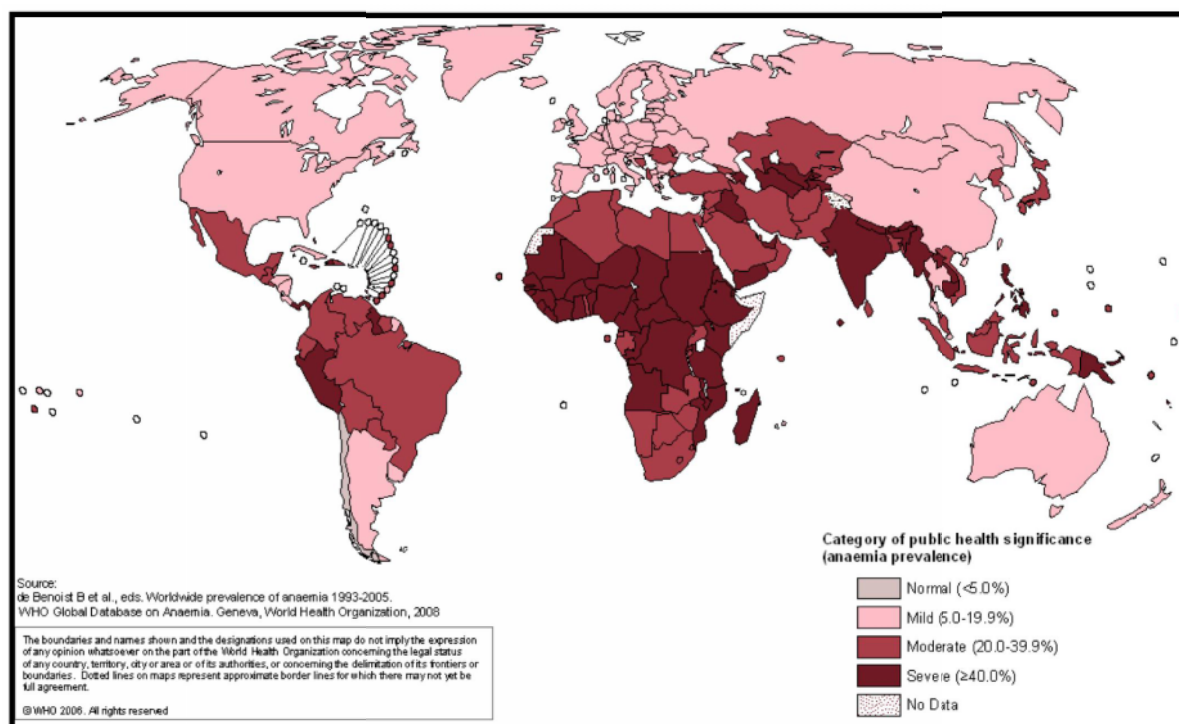 Category of public health significance
(anaemia prevalence)
Normal (<5.0%)
Mild (5.0-19.9%)
Moderate (20.0-39.9%)
Severe (≥40.0%)
No Data
Source:
de Benoist B et al., eds. Worldwide prevalence of anaemia 1993-2005.
WHO Global Database on Anaemia. Geneva, World Health Organization, 2008
The boundaries and names shown and the designations used on this map do not imply the expression
of any opinion whatsoever on the part of the World Health Organization concerning the legal status
of any country, territory, city or area or of its authorities, or concerning the delimitation of its frontiers or
boundaries. Dotted lines on maps represent approximate border lines for which there may not yet be
full agreement.
© WHO 2006. All rights reserved